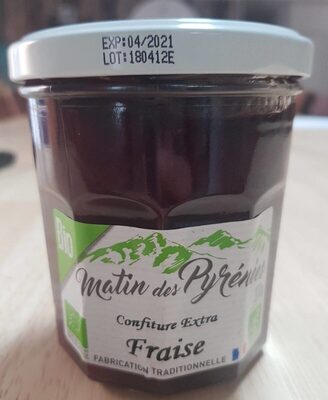 EXP:04/2021
LOT:180412E
Bio
Matin des Pyrénées
Confiture Extra
Fraise
FABRICATION TRADITIONNELLE